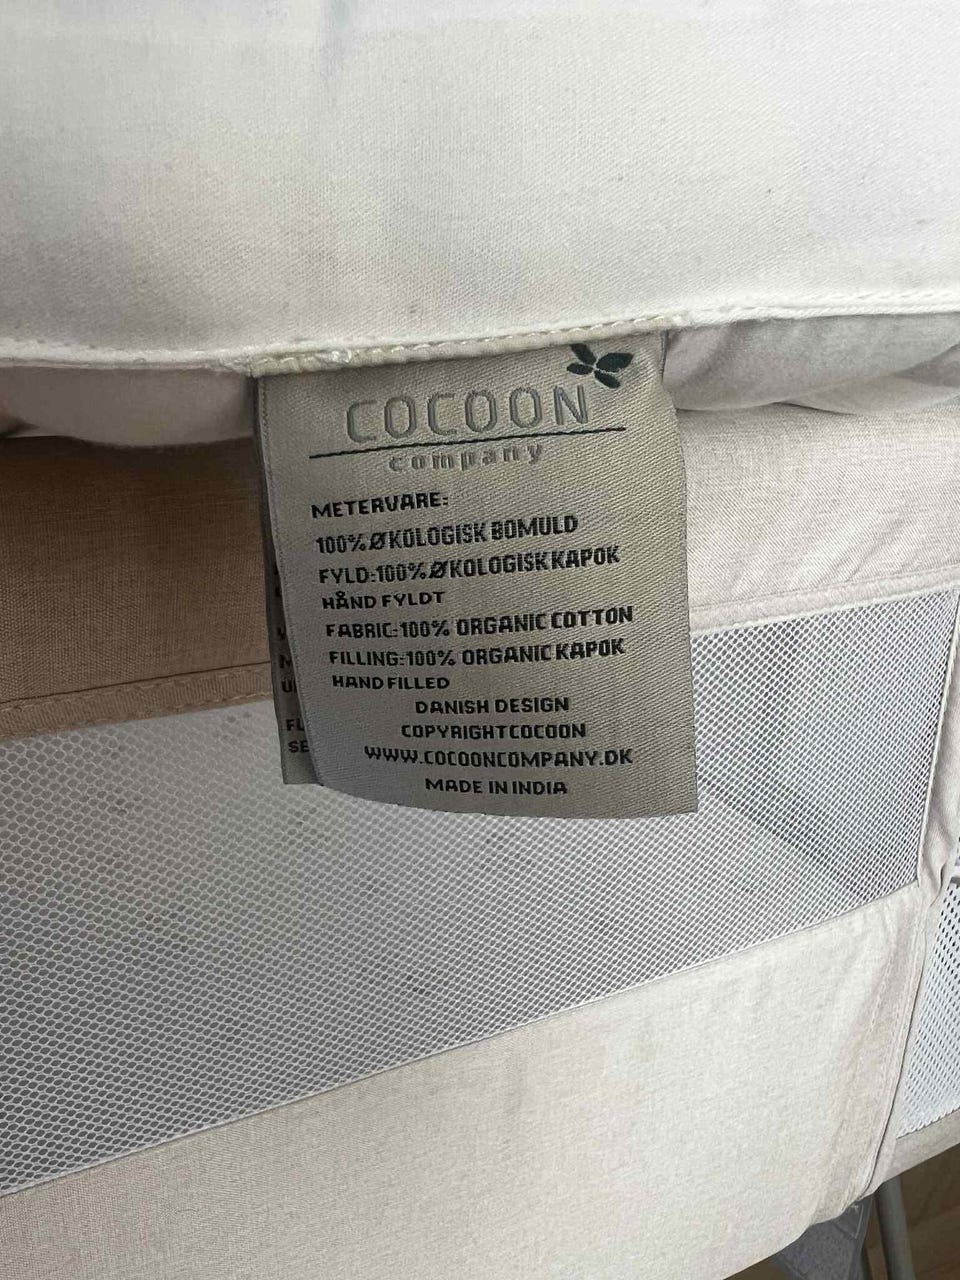 COCOON
company
METERVARE:
100% ØKOLOGISK BOMULD
FYLD:100% ØKOLOGISK KAPOK
HÅND FYLDT
FABRIC:100% ORGANIC COTTON
FILLING:100% ORGANIC KAPOK
HAND FILLED
DANISH DESIGN
COPYRIGHT COCOON
WWW.COCOONCOMPANY.DK
MADE IN INDIA